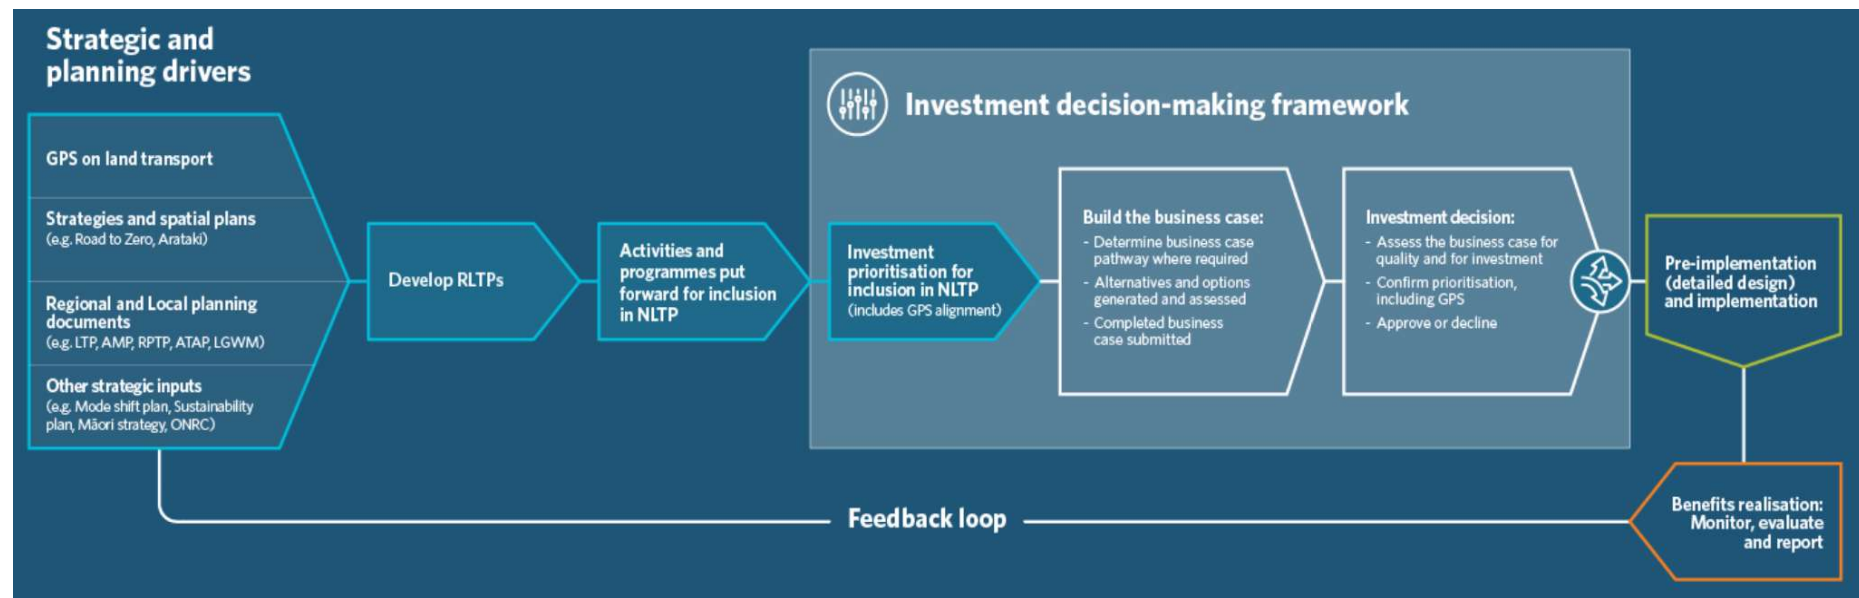 Strategic and
planning drivers
GPS on land transport
Strategies and spatial plans
(e.g. Road to Zero, Arataki)
Regional and Local planning
documents
(e.g. LTP, AMP, RPTP, ATAP, LGWM)
Other strategic inputs
(e.g. Mode shift plan, Sustainability
plan, Māori strategy, ONRC)
Develop RLTPs
Activities and
programmes put
forward for inclusion
in NLTP
Investment decision-making framework
Investment
prioritisation for
inclusion in NLTP
(includes GPS alignment)
Build the business case:
- Determine business case
pathway where required
- Alternatives and options
generated and assessed
- Completed business
case submitted
Investment decision:
- Assess the business case for
quality and for investment
- Confirm prioritisation,
including GPS
- Approve or decline
Pre-implementation
(detailed design)
and implementation
Benefits realisation:
Monitor, evaluate
and report
Feedback loop